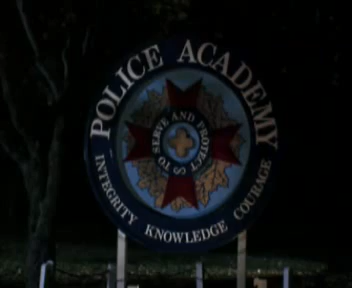 POLICE ACADEMY
TO SERVE AND PROTECT
INTEGRITY KNOWLEDGE COURAGE